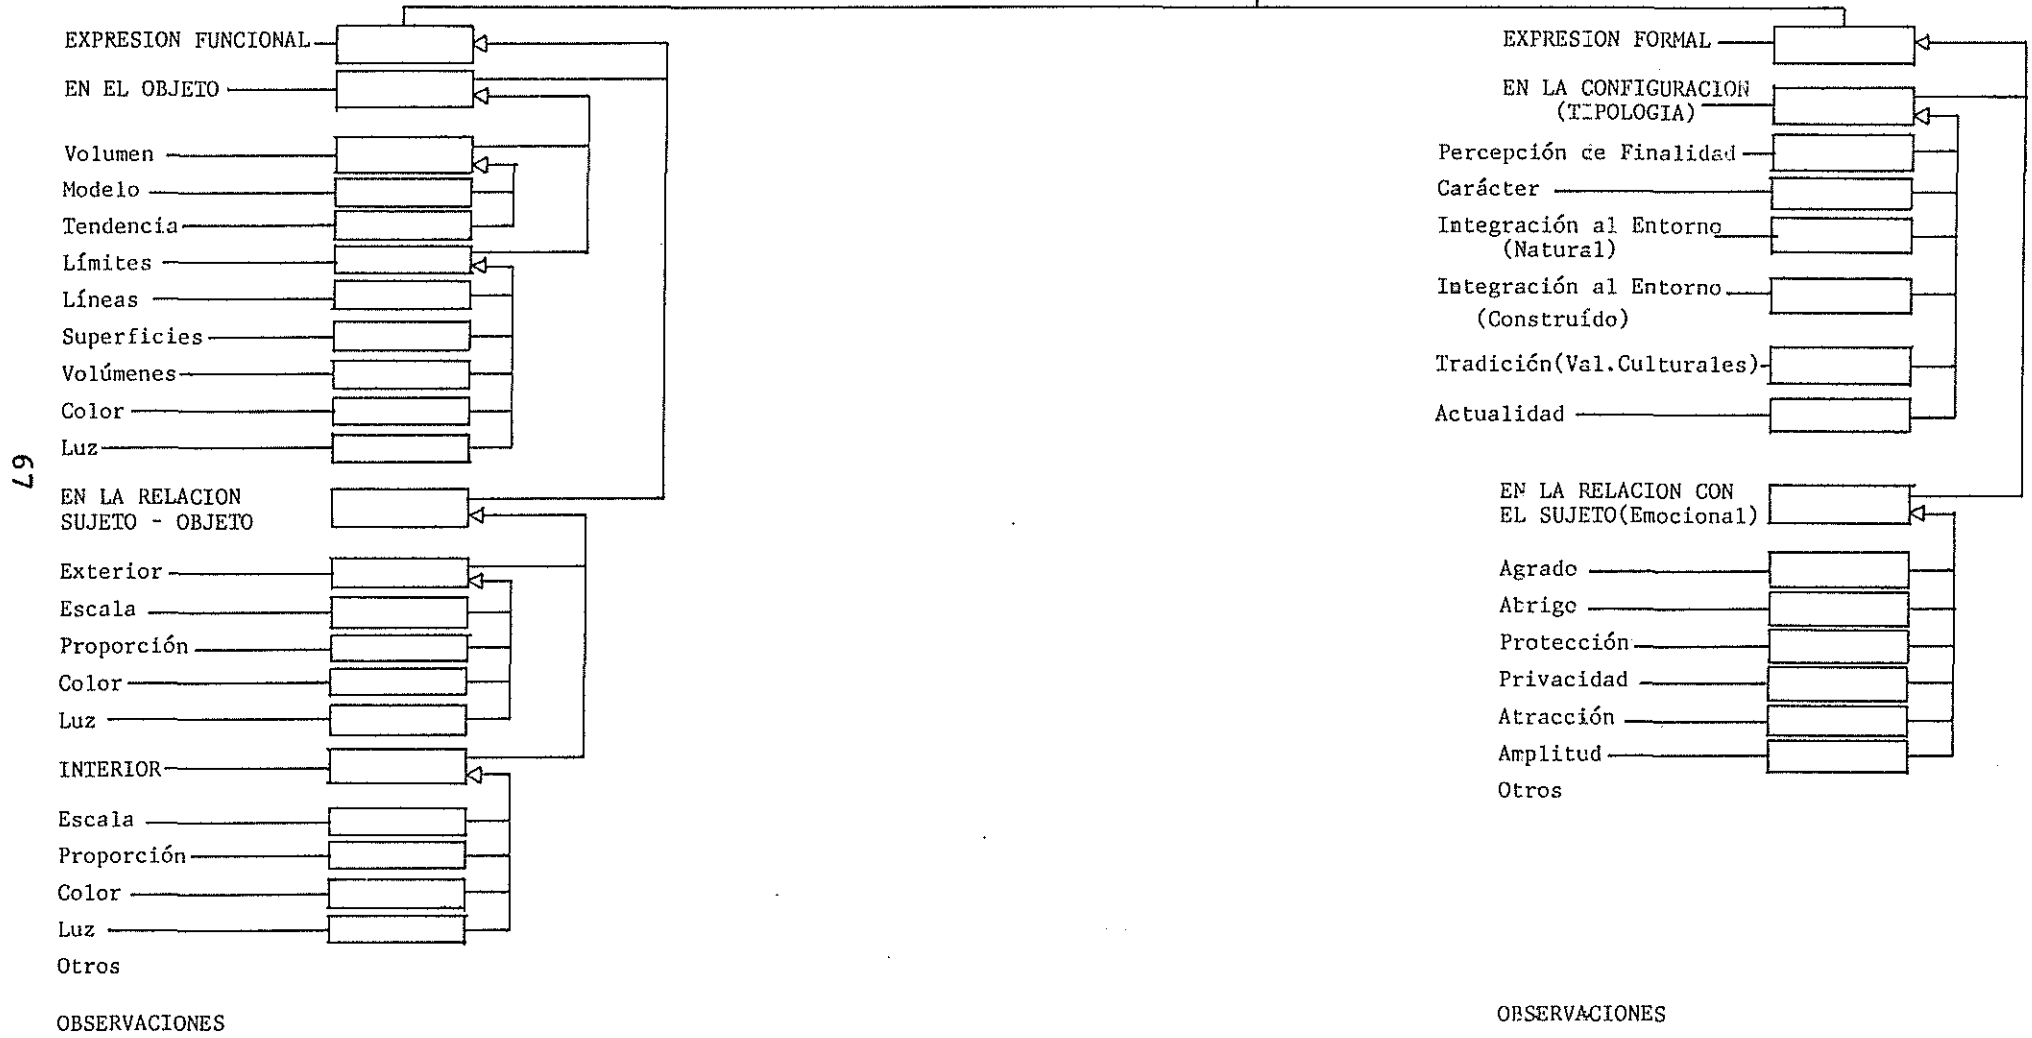 EXPRESION FUNCIONAL
EN EL OBJETO
Volumen
Modelo
Tendencia
Límites
Líneas
Superficies
Volúmenes
Color
Luz
EN LA RELACION
SUJETO - OBJETO
Exterior
Escala
Proporción
Color
Luz
INTERIOR
Escala
Proporción
Color
Luz
Otros
OBSERVACIONES
EXPRESION FORMAL
EN LA CONFIGURACION
(TIPOLOGIA)
Percepción de Finalidad
Carácter
Integración al Entorno
(Natural)
Integración al Entorno
(Construído)
Tradición(Val.Culturales)
Actualidad
EN LA RELACION CON
EL SUJETO(Emocional)
Agrado
Abrigo
Protección
Privacidad
Atracción
Amplitud
Otros
OBSERVACIONES
67